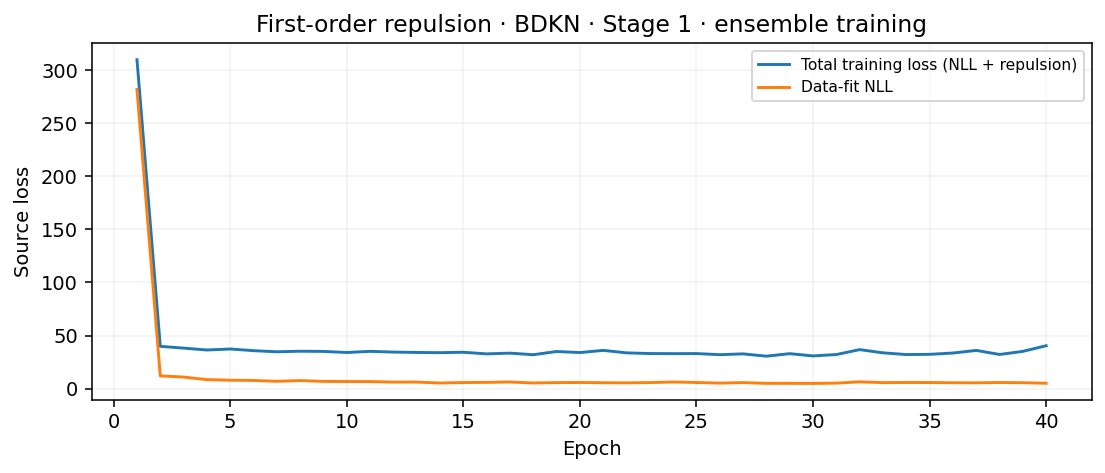 First-order repulsion · BDKN · Stage 1 · ensemble training
Total training loss (NLL + repulsion)
Data-fit NLL
Source loss
300
250
200
150
100
50
0
0 5 10 15 20 25 30 35 40
Epoch